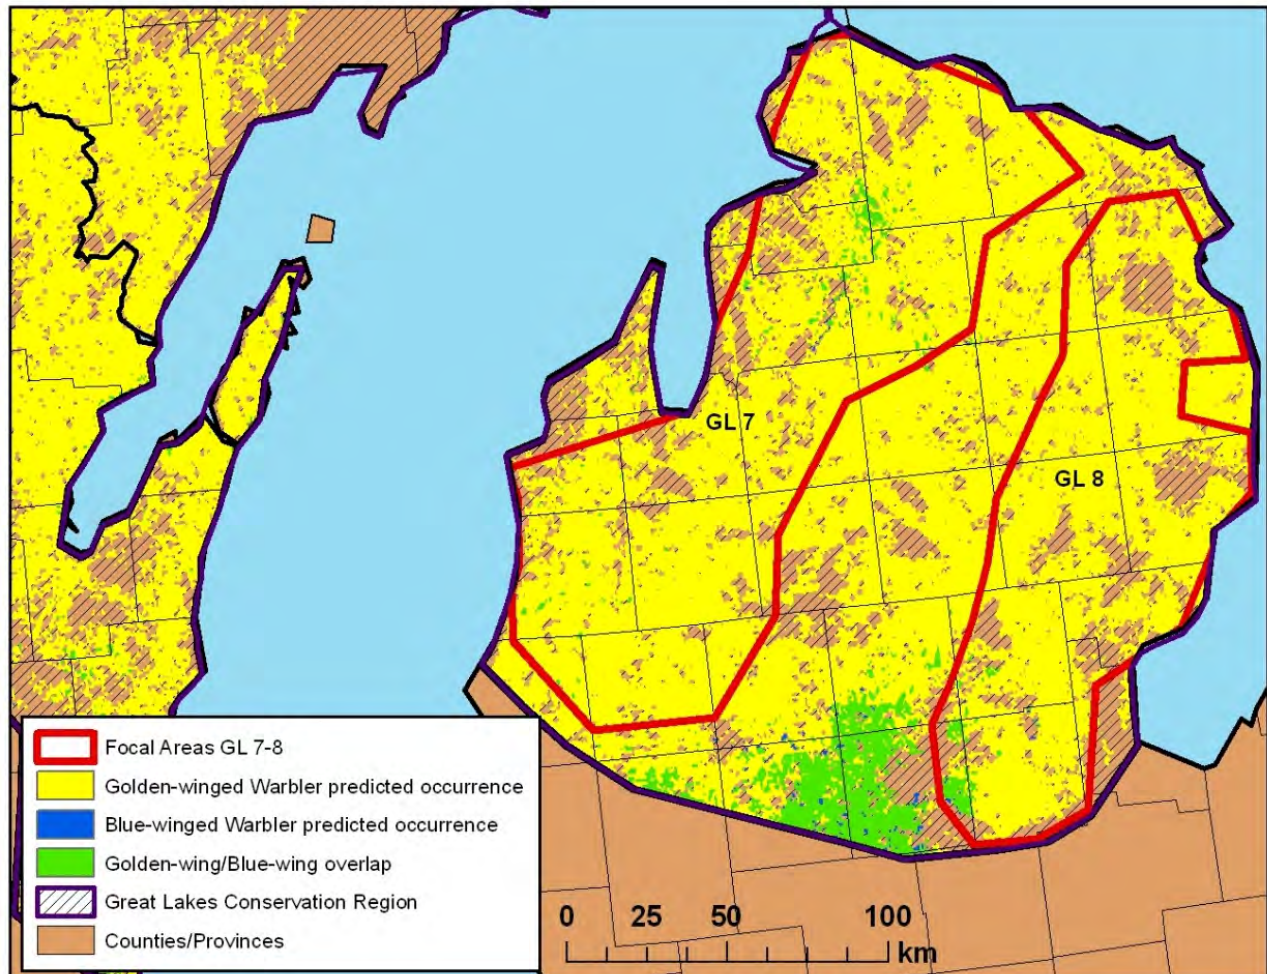 GL 7
GL 8
Focal Areas GL 7-8
Golden-winged Warbler predicted occurrence
Blue-winged Warbler predicted occurrence
Golden-wing/Blue-wing overlap
Great Lakes Conservation Region
Counties/Provinces
0 25 50 100
km